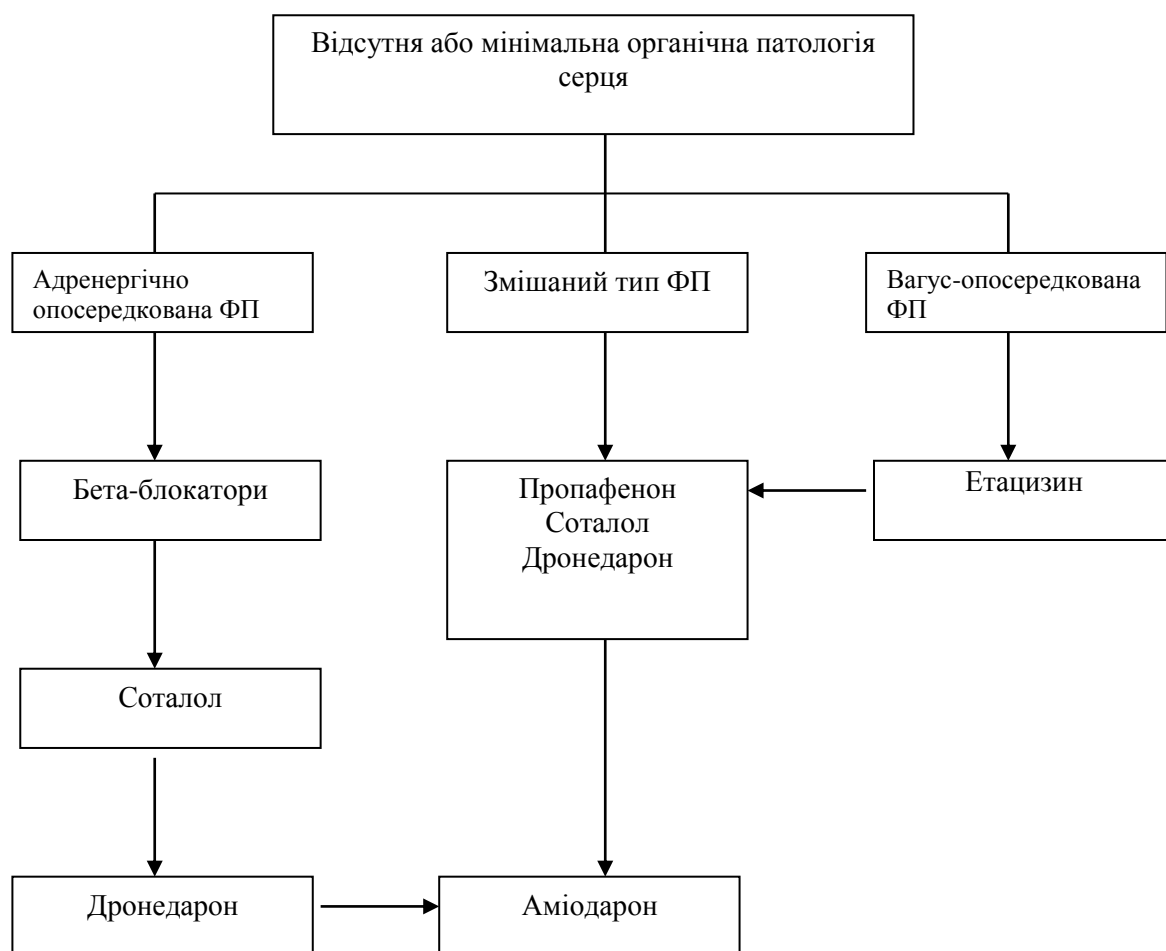 Відсутня або мінімальна органічна патологія
серця
Адренергічно
опосередкована ФП
Змішаний тип ФП
Вагус-опосередкована
ФП
Бета-блокатори
Пропафенон
Соталол
Дронедарон
Етацизин
Соталол
Дронедарон
Аміодарон